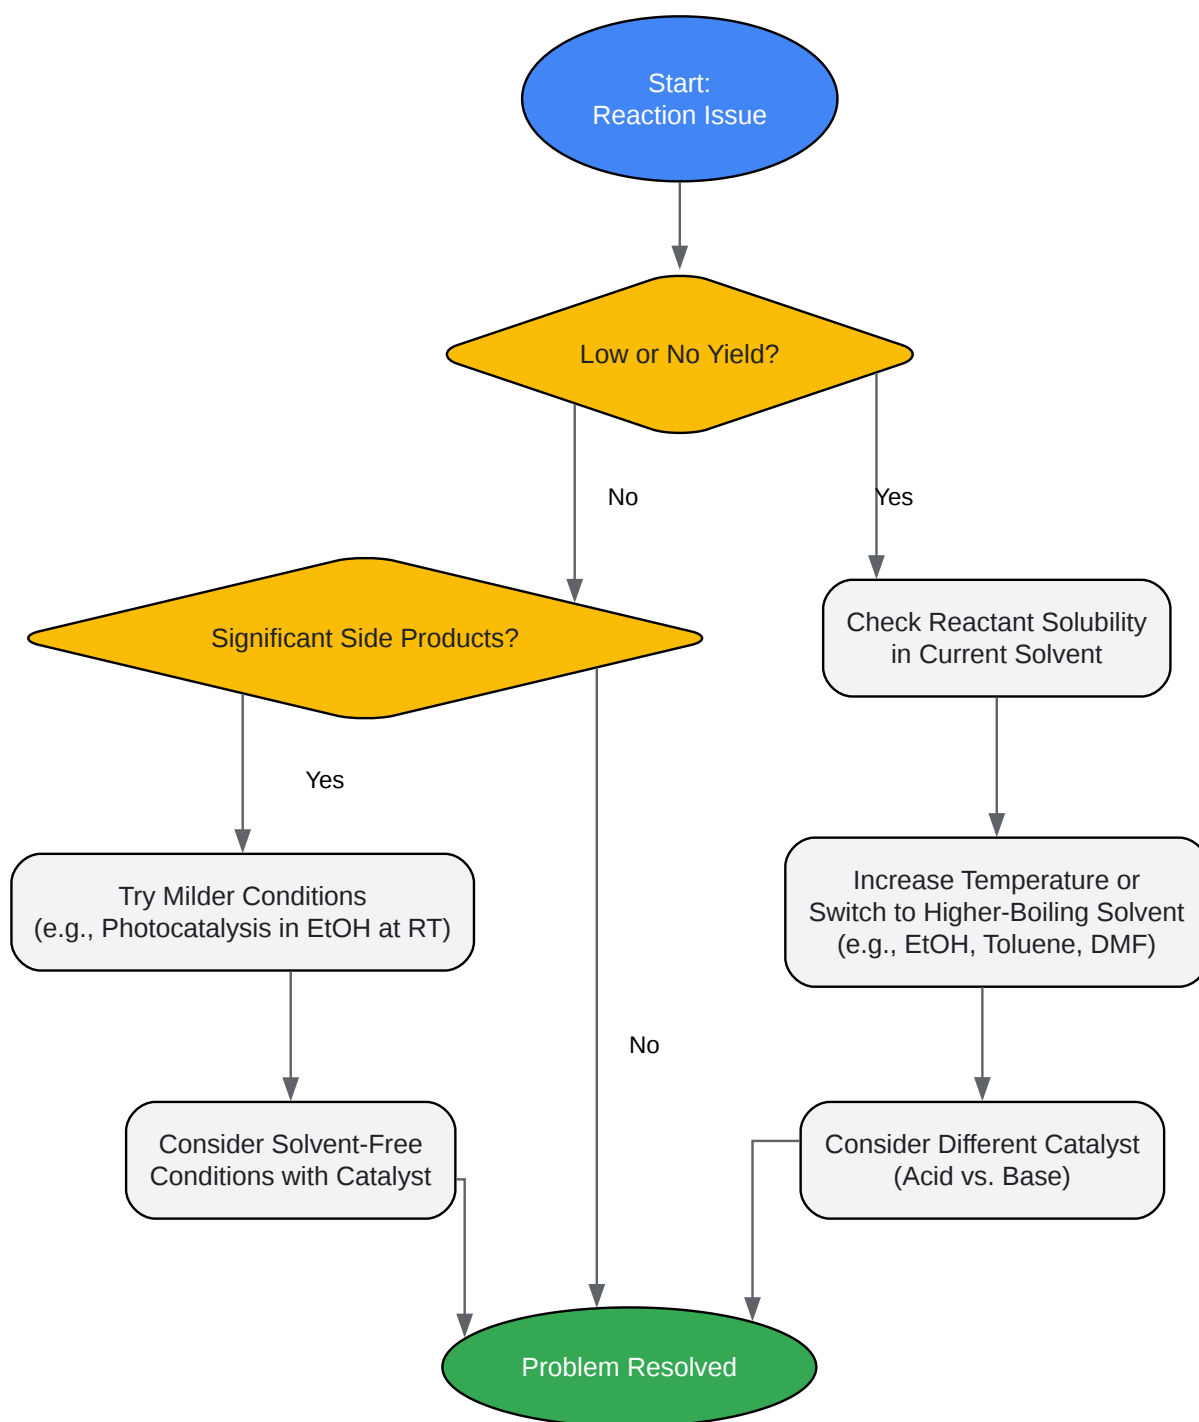 Start:
Reaction Issue
Low or No Yield?
No
Yes
Significant Side Products?
Check Reactant Solubility
in Current Solvent
Yes
Try Milder Conditions
(e.g., Photocatalysis in EtOH at RT)
Increase Temperature or
Switch to Higher-Boiling Solvent
(e.g., EtOH, Toluene, DMF)
No
Consider Solvent-Free
Conditions with Catalyst
Consider Different Catalyst
(Acid vs. Base)
Problem Resolved